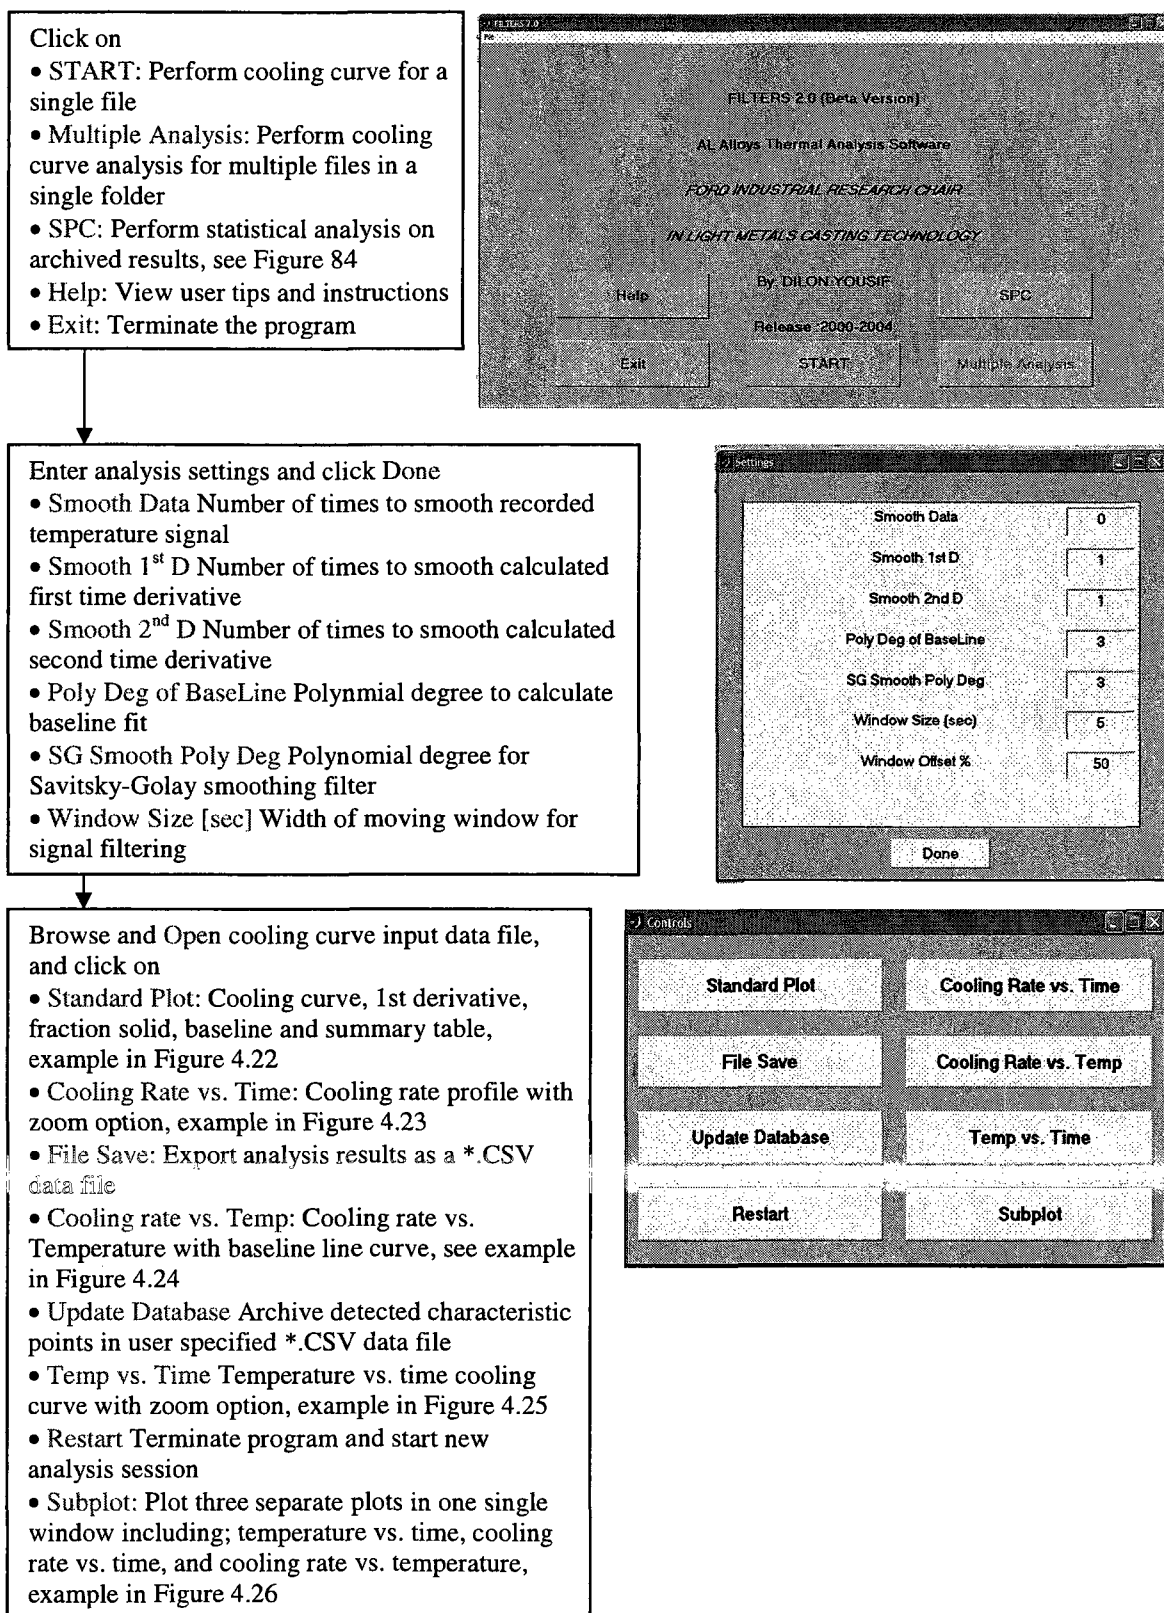 Click on
• START: Perform cooling curve for a
single file
• Multiple Analysis: Perform cooling
curve analysis for multiple files in a
single folder
• SPC: Perform statistical analysis on
archived results, see Figure 84
• Help: View user tips and instructions
• Exit: Terminate the program
FILTERS 2.0
File
FILTERS 2.0 (Beta Version)
AL Alloys Thermal Analysis Software
FORD INDUSTRIAL RESEARCH CHAIR
IN LIGHT METALS CASTING TECHNOLOGY
By: DILON YOUSIF
Help
SPC
Release :2000-2004
Exit
START
Multiple Analysis
Enter analysis settings and click Done
• Smooth Data Number of times to smooth recorded
temperature signal
• Smooth 1st D Number of times to smooth calculated
first time derivative
• Smooth 2nd D Number of times to smooth calculated
second time derivative
• Poly Deg of BaseLine Polynmial degree to calculate
baseline fit
• SG Smooth Poly Deg Polynomial degree for
Savitsky-Golay smoothing filter
• Window Size [sec] Width of moving window for
signal filtering
Settings
Smooth Data 0
Smooth 1st D 1
Smooth 2nd D 1
Poly Deg of BaseLine 3
SG Smooth Poly Deg 3
Window Size (sec) 5
Window Offset % 50
Done
Browse and Open cooling curve input data file,
and click on
• Standard Plot: Cooling curve, 1st derivative,
fraction solid, baseline and summary table,
example in Figure 4.22
• Cooling Rate vs. Time: Cooling rate profile with
zoom option, example in Figure 4.23
• File Save: Export analysis results as a *.CSV
data file
• Cooling rate vs. Temp: Cooling rate vs.
Temperature with baseline line curve, see example
in Figure 4.24
• Update Database Archive detected characteristic
points in user specified *.CSV data file
• Temp vs. Time Temperature vs. time cooling
curve with zoom option, example in Figure 4.25
• Restart Terminate program and start new
analysis session
• Subplot: Plot three separate plots in one single
window including; temperature vs. time, cooling
rate vs. time, and cooling rate vs. temperature,
example in Figure 4.26
Controls
Standard Plot
Cooling Rate vs. Time
File Save
Cooling Rate vs. Temp
Update Database
Temp vs. Time
Restart
Subplot